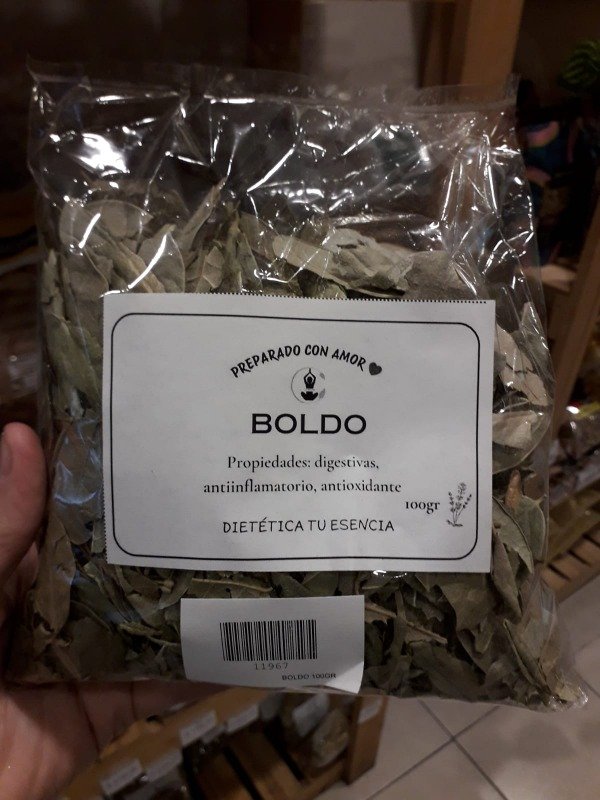 PREPARADO CON AMOR
BOLDO
Propiedades: digestivas,
antiinflamatorio, antioxidante
100gr
DIETÉTICA TU ESENCIA
11967
BOLDO 100GR